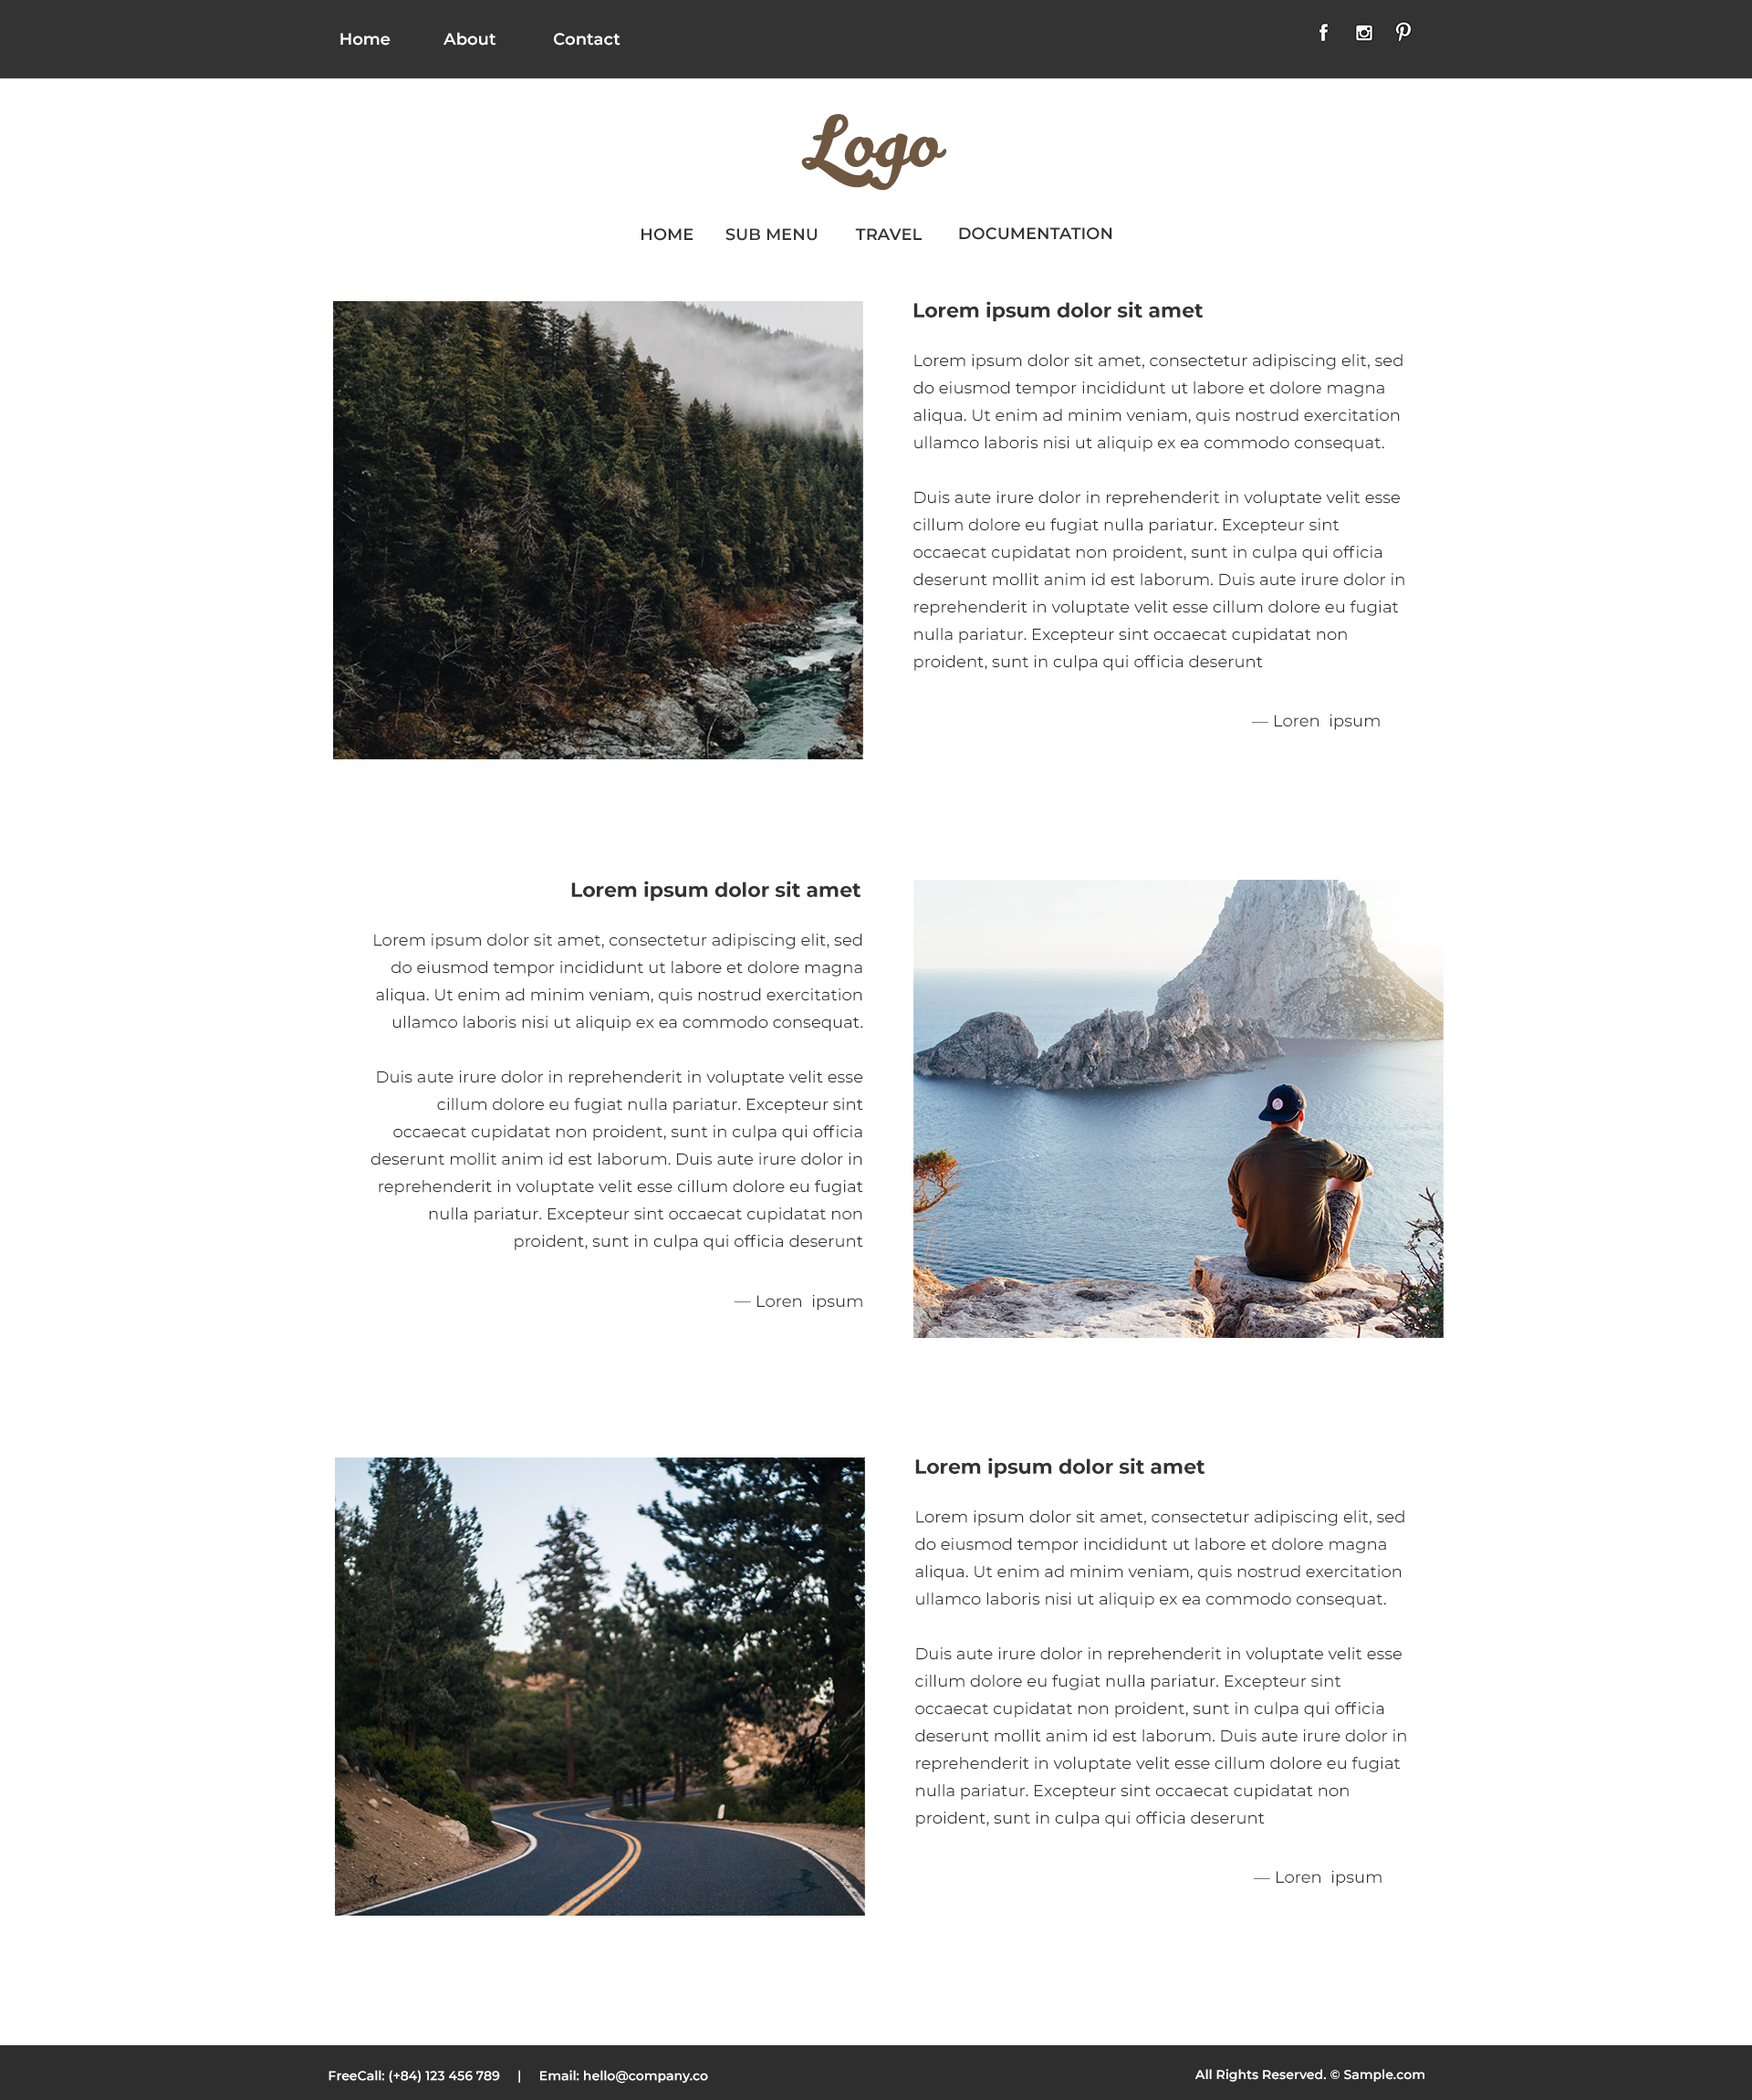 Home About Contact
Logo
HOME SUB MENU TRAVEL DOCUMENTATION
Lorem ipsum dolor sit amet
Lorem ipsum dolor sit amet, consectetur adipiscing elit, sed
do eiusmod tempor incididunt ut labore et dolore magna
aliqua. Ut enim ad minim veniam, quis nostrud exercitation
ullamco laboris nisi ut aliquip ex ea commodo consequat.
Duis aute irure dolor in reprehenderit in voluptate velit esse
cillum dolore eu fugiat nulla pariatur. Excepteur sint
occaecat cupidatat non proident, sunt in culpa qui officia
deserunt mollit anim id est laborum. Duis aute irure dolor in
reprehenderit in voluptate velit esse cillum dolore eu fugiat
nulla pariatur. Excepteur sint occaecat cupidatat non
proident, sunt in culpa qui officia deserunt
— Loren ipsum
Lorem ipsum dolor sit amet
Lorem ipsum dolor sit amet, consectetur adipiscing elit, sed
do eiusmod tempor incididunt ut labore et dolore magna
aliqua. Ut enim ad minim veniam, quis nostrud exercitation
ullamco laboris nisi ut aliquip ex ea commodo consequat.
Duis aute irure dolor in reprehenderit in voluptate velit esse
cillum dolore eu fugiat nulla pariatur. Excepteur sint
occaecat cupidatat non proident, sunt in culpa qui officia
deserunt mollit anim id est laborum. Duis aute irure dolor in
reprehenderit in voluptate velit esse cillum dolore eu fugiat
nulla pariatur. Excepteur sint occaecat cupidatat non
proident, sunt in culpa qui officia deserunt
— Loren ipsum
Lorem ipsum dolor sit amet
Lorem ipsum dolor sit amet, consectetur adipiscing elit, sed
do eiusmod tempor incididunt ut labore et dolore magna
aliqua. Ut enim ad minim veniam, quis nostrud exercitation
ullamco laboris nisi ut aliquip ex ea commodo consequat.
Duis aute irure dolor in reprehenderit in voluptate velit esse
cillum dolore eu fugiat nulla pariatur. Excepteur sint
occaecat cupidatat non proident, sunt in culpa qui officia
deserunt mollit anim id est laborum. Duis aute irure dolor in
reprehenderit in voluptate velit esse cillum dolore eu fugiat
nulla pariatur. Excepteur sint occaecat cupidatat non
proident, sunt in culpa qui officia deserunt
— Loren ipsum
FreeCall: (+84) 123 456 789 | Email: hello@company.co
All Rights Reserved. © Sample.com